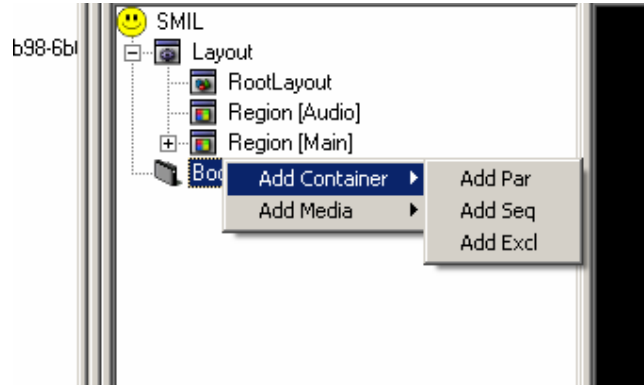 SMIL
b98-6b
Layout
RootLayout
Region [Audio]
Region [Main]
Add Container
Add Media
Add Par
Add Seq
Add Excl